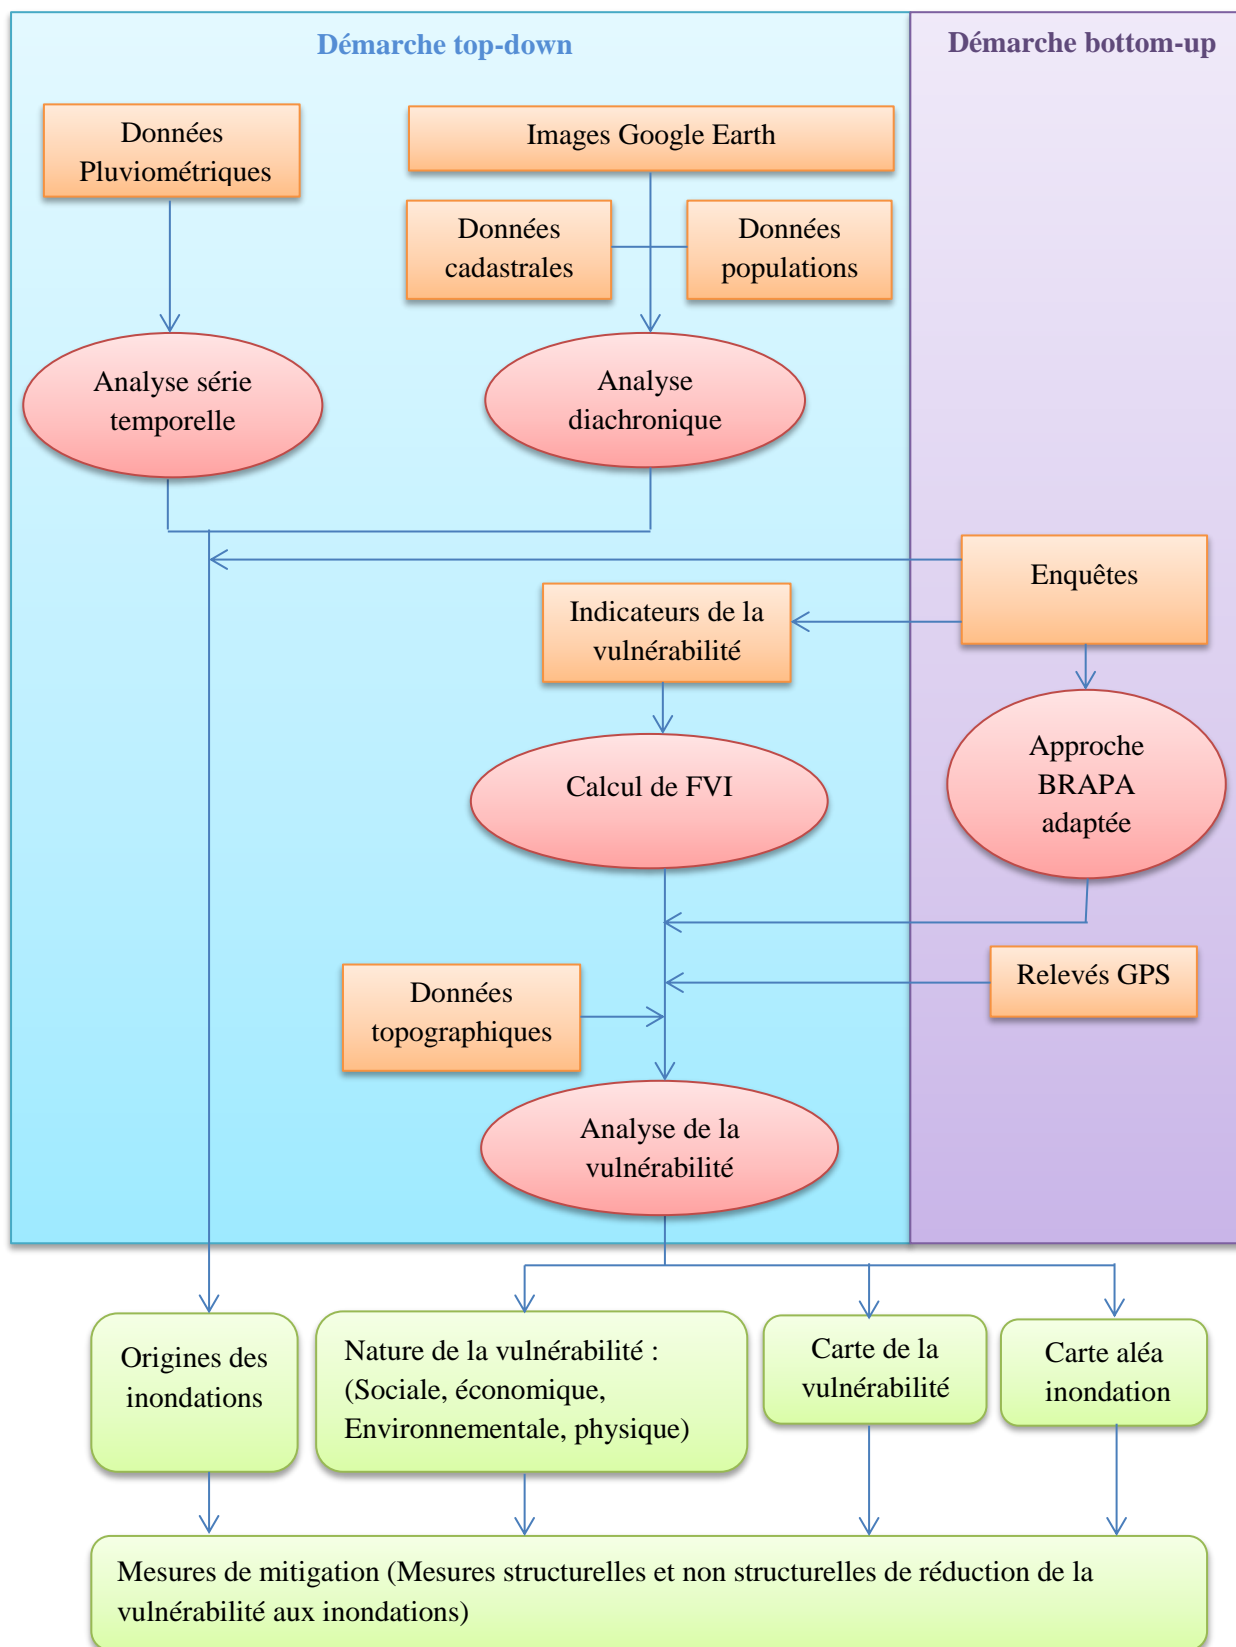 Démarche top-down
Démarche bottom-up
Données
Pluviométriques
Images Google Earth
Données
cadastrales
Données
populations
Analyse série
temporelle
Analyse
diachronique
Enquêtes
Indicateurs de la
vulnérabilité
Approche
BRAPA
adaptée
Calcul de FVI
Relevés GPS
Données
topographiques
Analyse de la
vulnérabilité
Origines des
inondations
Nature de la vulnérabilité :
(Sociale, économique,
Environnementale, physique)
Carte de la
vulnérabilité
Carte aléa
inondation
Mesures de mitigation (Mesures structurelles et non structurelles de réduction de la
vulnérabilité aux inondations)